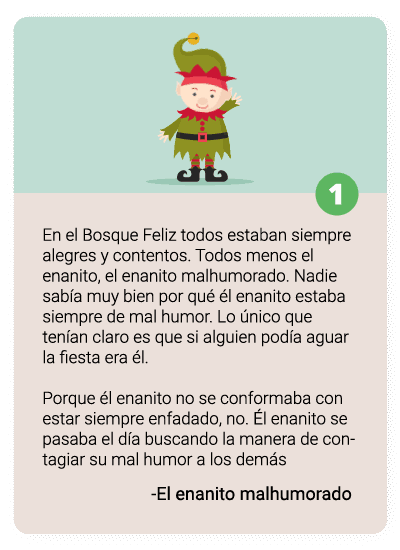 1
En el Bosque Feliz todos estaban siempre
alegres y contentos. Todos menos el
enanito, el enanito malhumorado. Nadie
sabía muy bien por qué él enanito estaba
siempre de mal humor. Lo único que
tenían claro es que si alguien podía aguar
la fiesta era él.
Porque él enanito no se conformaba con
estar siempre enfadado, no. Él enanito se
pasaba el día buscando la manera de con-
tagiar su mal humor a los demás
-El enanito malhumorado